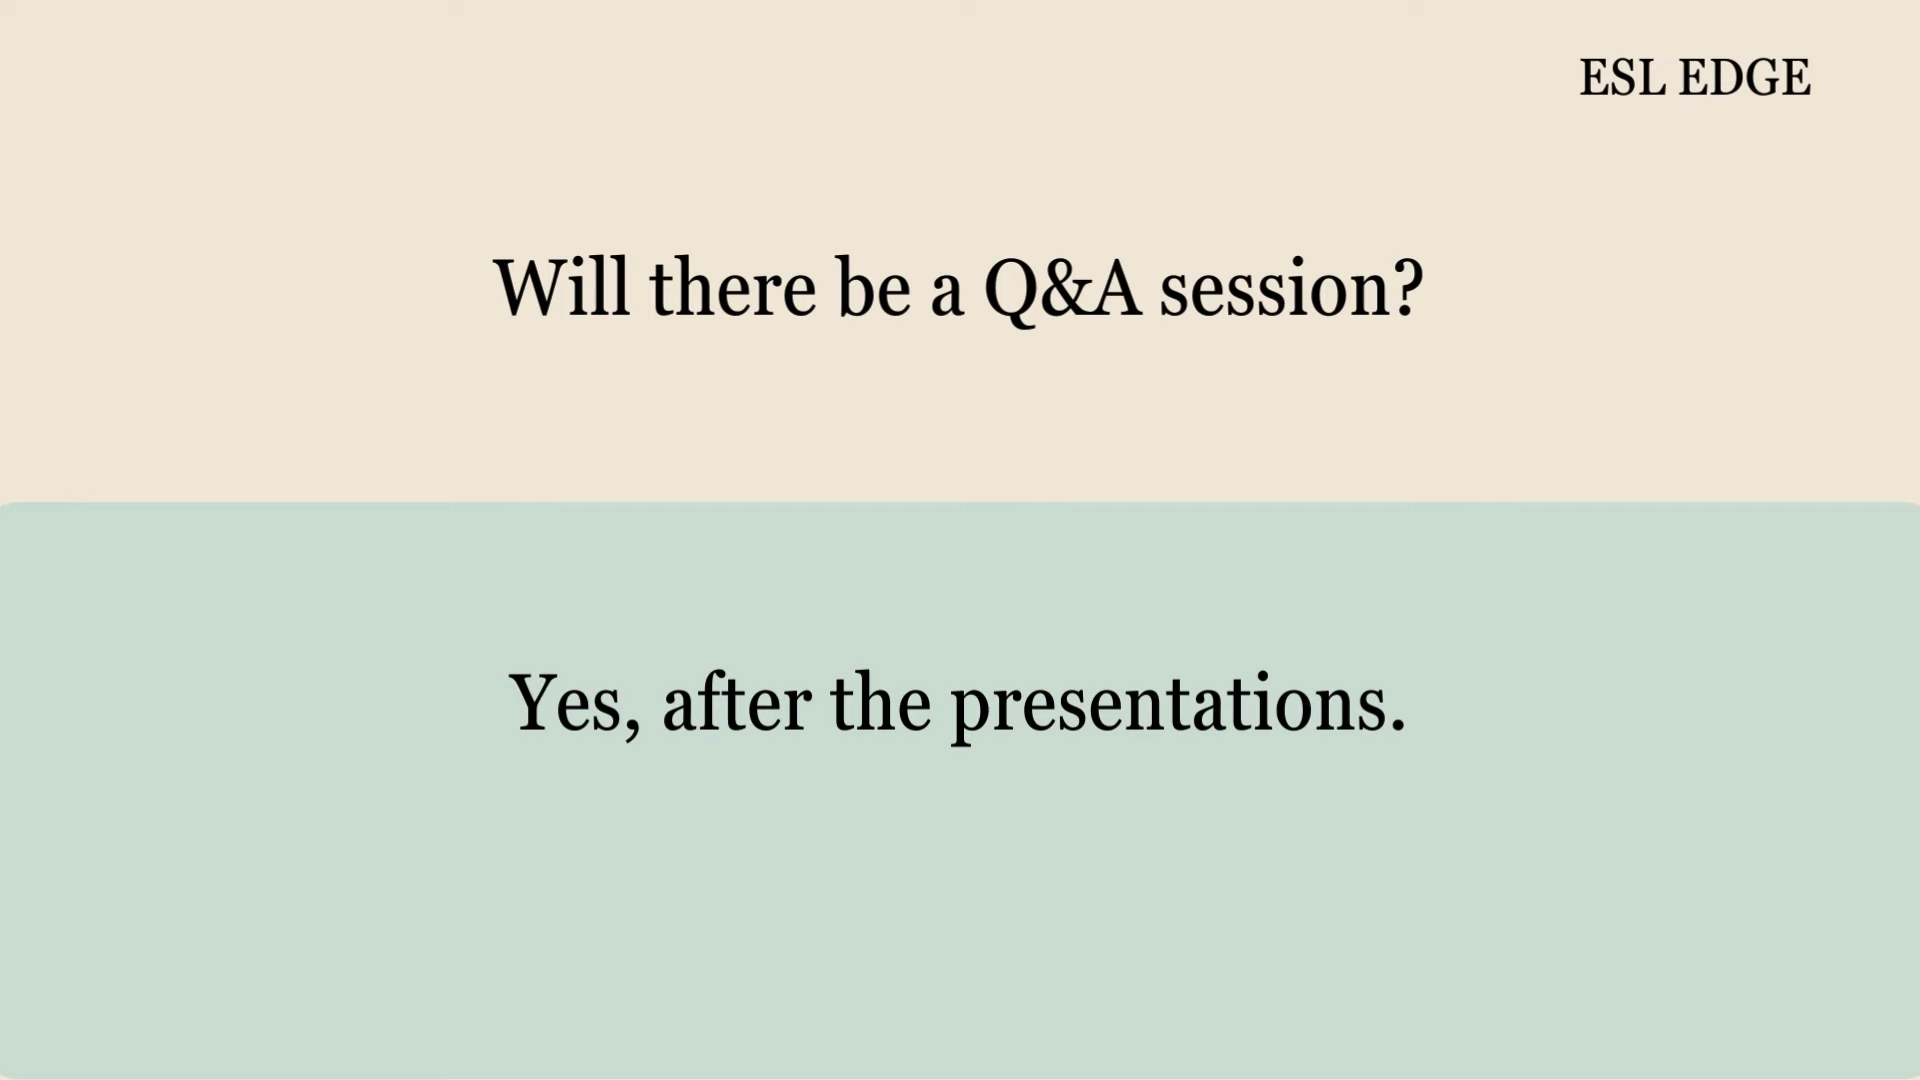 ESL EDGE
Will there be a Q&A session?
Yes, after the presentations.